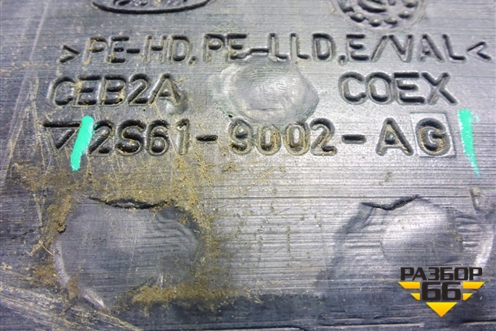 >PE-HD,PE-LLD,E/VAL<
CEB2A COEX
2S61-9002-AG
РАЗБОР
66